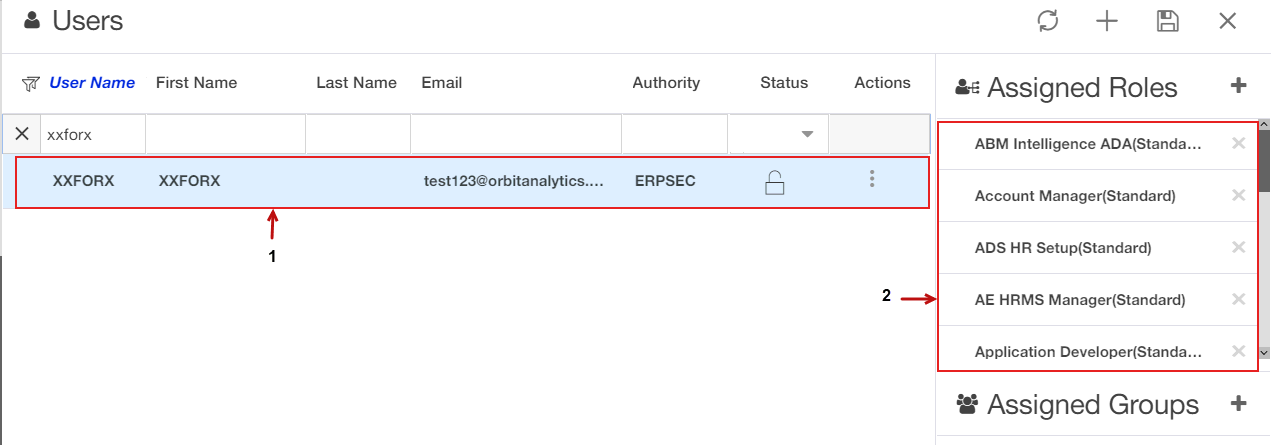 Users
User Name First Name Last Name Email Authority Status Actions
xxforx
XXFORX XXFORX test123@orbitanalytics.... ERPSEC
1
Assigned Roles
ABM Intelligence ADA(Standa...
Account Manager(Standard)
ADS HR Setup(Standard)
2
AE HRMS Manager(Standard)
Application Developer(Standa...
Assigned Groups